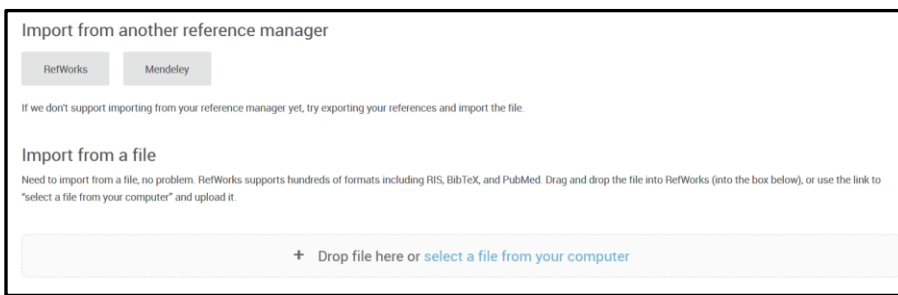 Import from another reference manager
RefWorks Mendeley
If we don't support importing from your reference manager yet, try exporting your references and import the file.
Import from a file
Need to import from a file, no problem. RefWorks supports hundreds of formats including RIS, BibTeX, and PubMed. Drag and drop the file into RefWorks (into the box below), or use the link to
"select a file from your computer" and upload it.
+ Drop file here or select a file from your computer